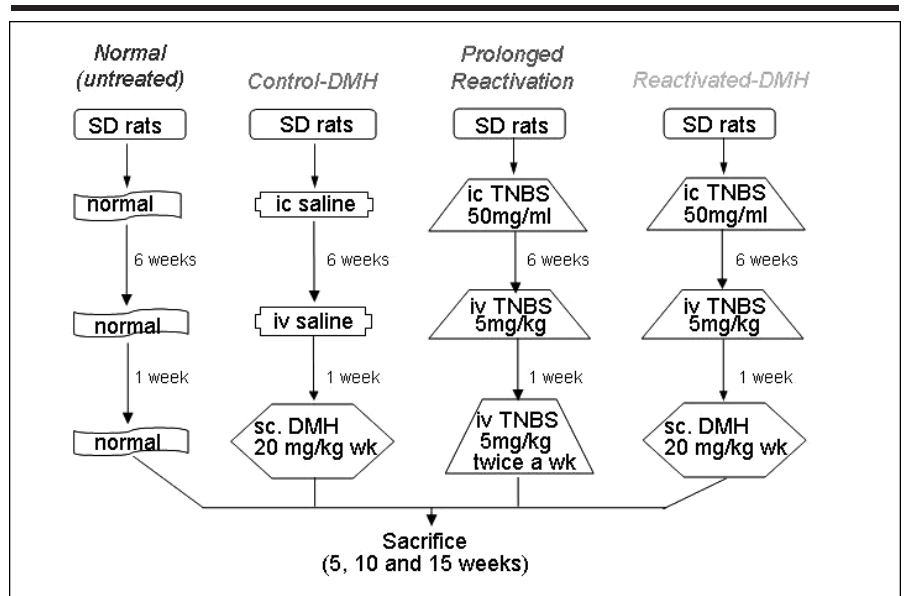 Normal
(untreated)
Control-DMH
Prolonged
Reactivation
Reactivated-DMH
SD rats
SD rats
SD rats
SD rats
normal
ic saline
ic TNBS
50mg/ml
ic TNBS
50mg/ml
6 weeks
6 weeks
6 weeks
6 weeks
normal
iv saline
iv TNBS
5mg/kg
iv TNBS
5mg/kg
1 week
1 week
1 week
1 week
normal
sc. DMH
20 mg/kg wk
iv TNBS
5mg/kg
twice a wk
sc. DMH
20 mg/kg wk
Sacrifice
(5, 10 and 15 weeks)